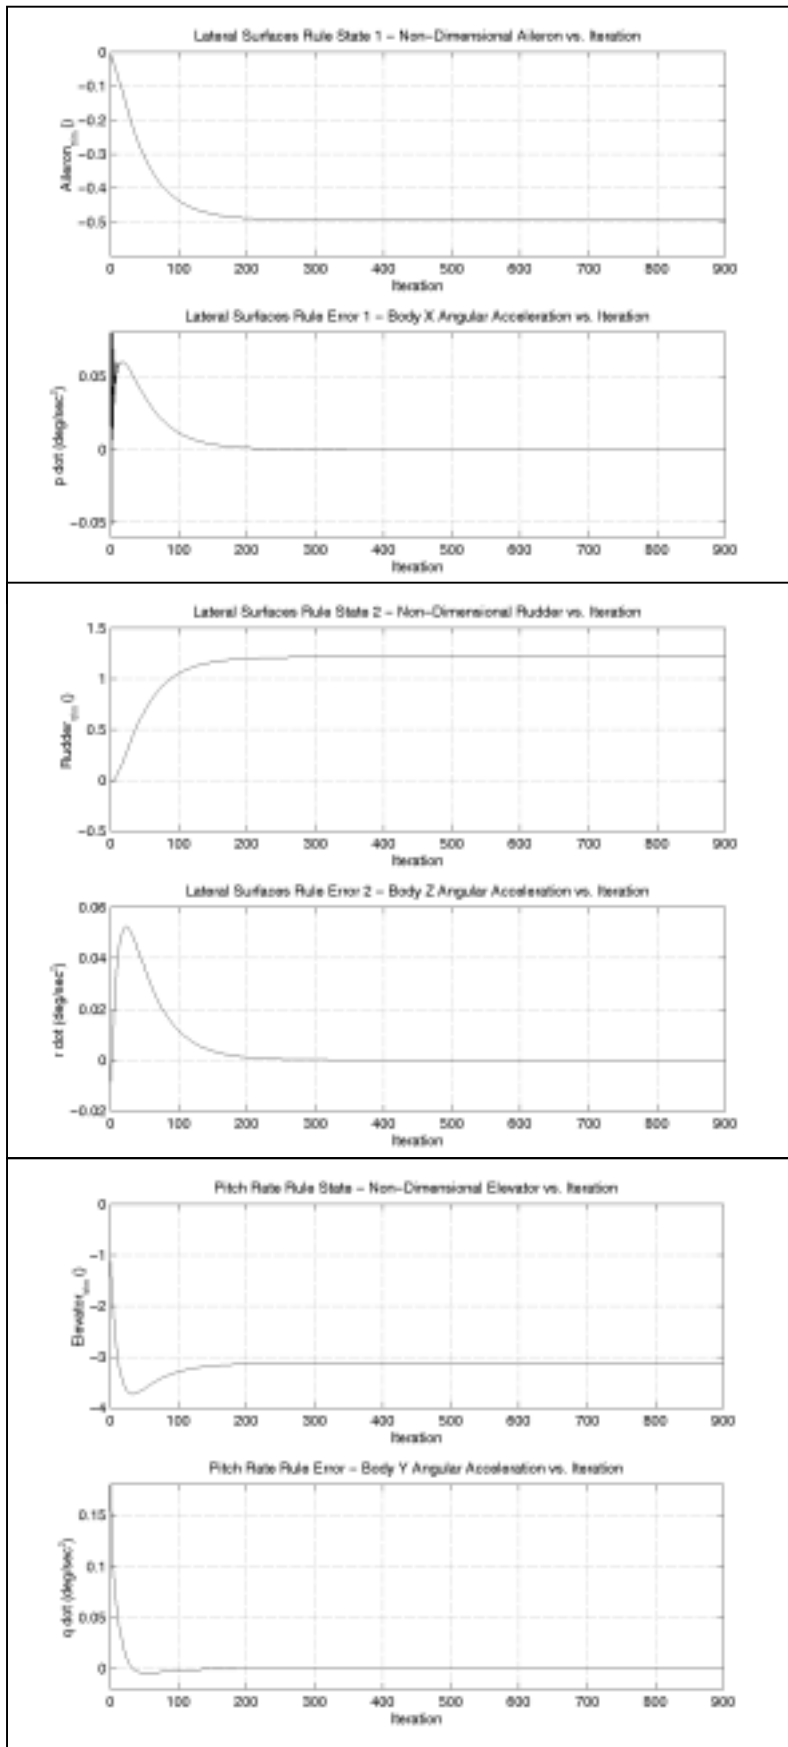 Lateral Surfaces Rule State 1 – Non–Dimensional Aileron vs. Iteration
0
−0.1
−0.2
−0.3
−0.4
−0.5
Aileron
0 100 200 300 400 500 600 700 800 900
Iteration
Lateral Surfaces Rule Error 1 – Body X Angular Acceleration vs. Iteration
0.05
0
−0.05
p dot (deg/sec²)
0 100 200 300 400 500 600 700 800 900
Iteration
Lateral Surfaces Rule State 2 – Non–Dimensional Rudder vs. Iteration
1.5
1
0.5
0
−0.5
Rudder ()
0 100 200 300 400 500 600 700 800 900
Iteration
Lateral Surfaces Rule Error 2 – Body Z Angular Acceleration vs. Iteration
0.06
0.04
0.02
0
−0.02
r dot (deg/sec²)
0 100 200 300 400 500 600 700 800 900
Iteration
Pitch Rate Rule State – Non–Dimensional Elevator vs. Iteration
0
−1
−2
−3
−4
Elevator ()
0 100 200 300 400 500 600 700 800 900
Iteration
Pitch Rate Rule Error – Body Y Angular Acceleration vs. Iteration
0.15
0.1
0.05
0
q dot (deg/sec²)
0 100 200 300 400 500 600 700 800 900
Iteration